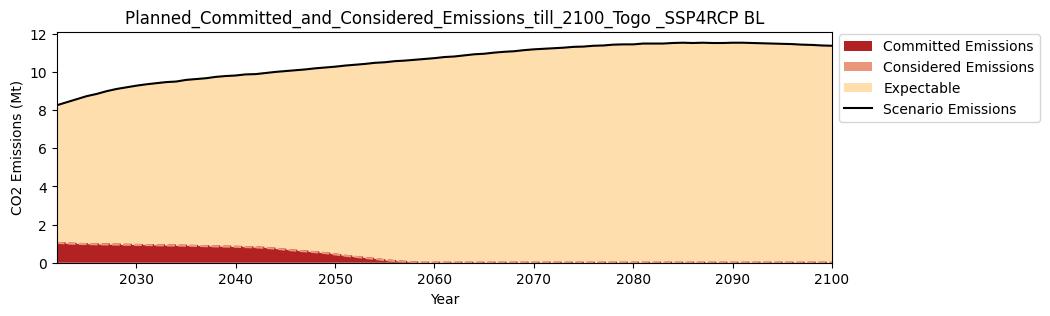 Planned_Committed_and_Considered_Emissions_till_2100_Togo _SSP4RCP BL
CO2 Emissions (Mt)
12
10
8
6
4
2
0
2030 2040 2050 2060 2070 2080 2090 2100
Year
Committed Emissions
Considered Emissions
Expectable
Scenario Emissions